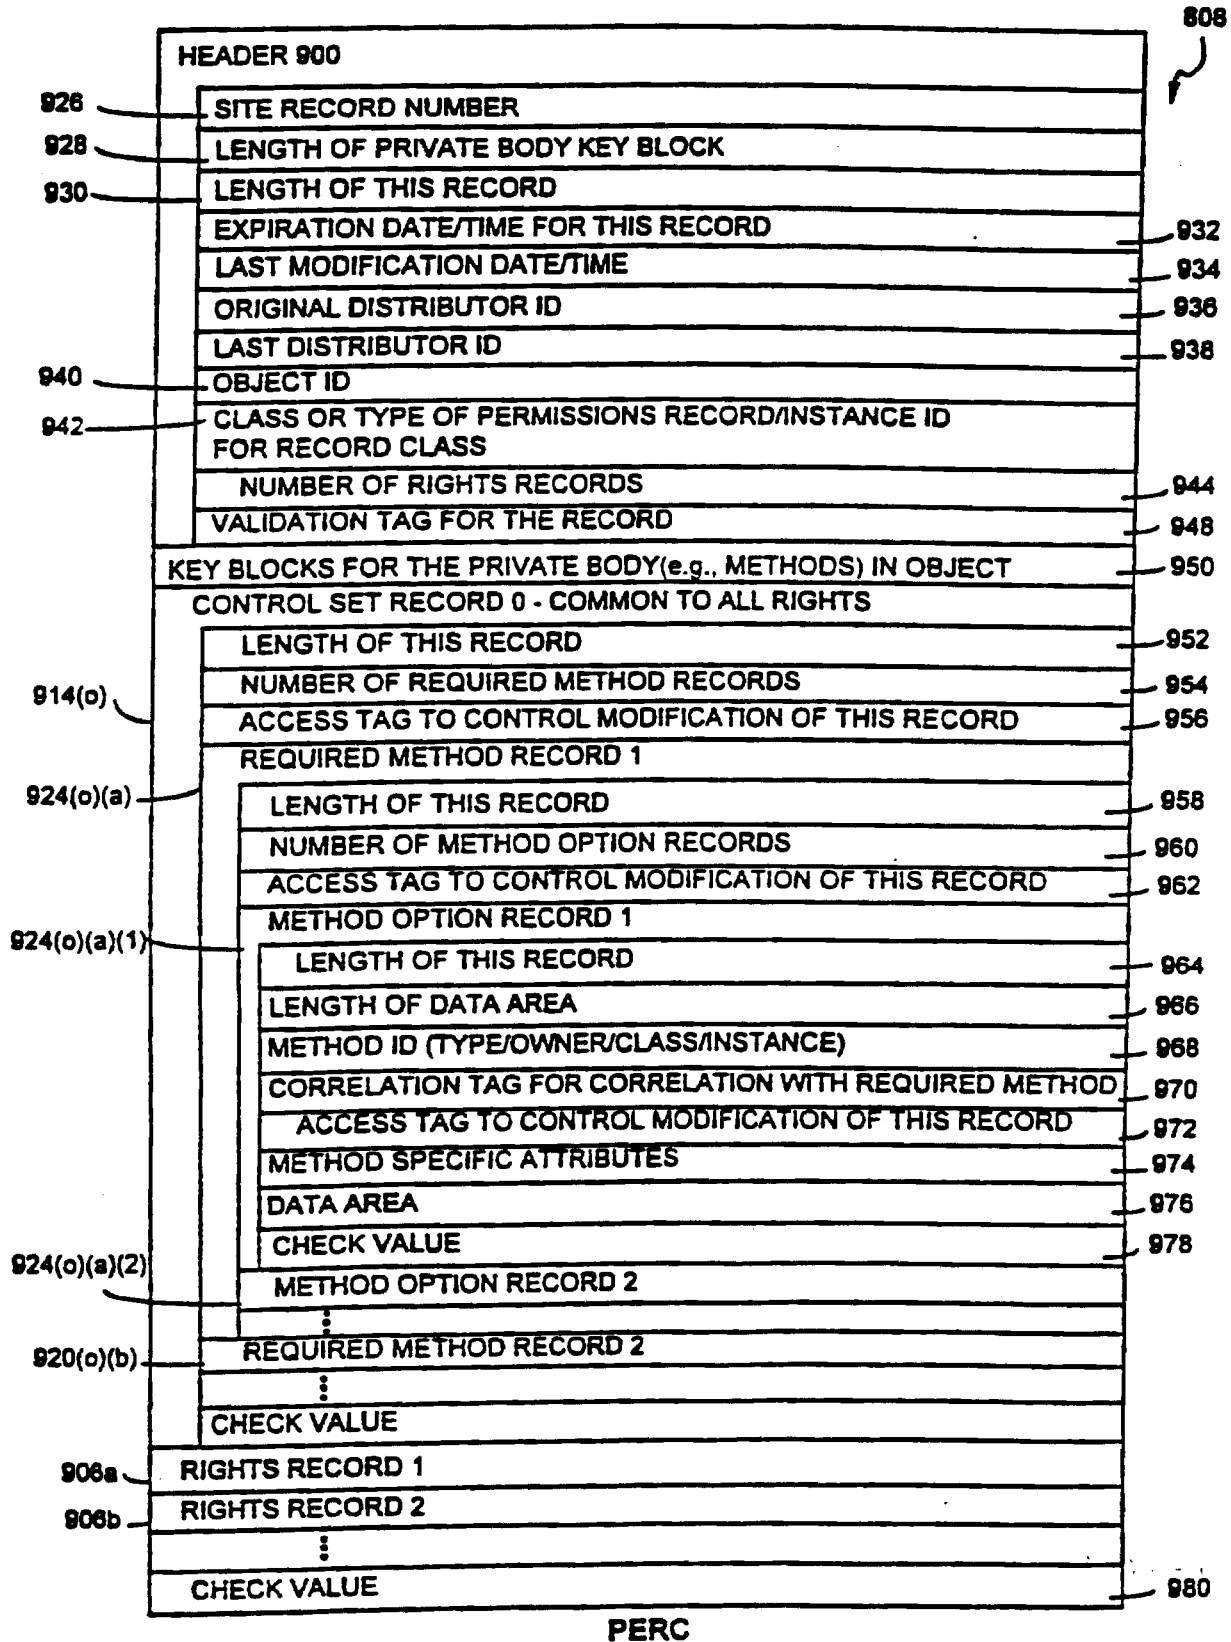 808
HEADER 900
926 SITE RECORD NUMBER
928 LENGTH OF PRIVATE BODY KEY BLOCK
930 LENGTH OF THIS RECORD
EXPIRATION DATE/TIME FOR THIS RECORD 932
LAST MODIFICATION DATE/TIME 934
ORIGINAL DISTRIBUTOR ID 936
LAST DISTRIBUTOR ID 938
940 OBJECT ID
942 CLASS OR TYPE OF PERMISSIONS RECORD/INSTANCE ID
FOR RECORD CLASS
NUMBER OF RIGHTS RECORDS 944
VALIDATION TAG FOR THE RECORD 948
KEY BLOCKS FOR THE PRIVATE BODY(e.g., METHODS) IN OBJECT 950
CONTROL SET RECORD 0 - COMMON TO ALL RIGHTS
LENGTH OF THIS RECORD 952
914(o) NUMBER OF REQUIRED METHOD RECORDS 954
ACCESS TAG TO CONTROL MODIFICATION OF THIS RECORD 956
REQUIRED METHOD RECORD 1
924(o)(a) LENGTH OF THIS RECORD 958
NUMBER OF METHOD OPTION RECORDS 960
ACCESS TAG TO CONTROL MODIFICATION OF THIS RECORD 962
METHOD OPTION RECORD 1
924(o)(a)(1) LENGTH OF THIS RECORD 964
LENGTH OF DATA AREA 966
METHOD ID (TYPE/OWNER/CLASS/INSTANCE) 968
CORRELATION TAG FOR CORRELATION WITH REQUIRED METHOD 970
ACCESS TAG TO CONTROL MODIFICATION OF THIS RECORD 972
METHOD SPECIFIC ATTRIBUTES 974
DATA AREA 976
CHECK VALUE 978
924(o)(a)(2) METHOD OPTION RECORD 2
920(o)(b) REQUIRED METHOD RECORD 2
CHECK VALUE
906a RIGHTS RECORD 1
906b RIGHTS RECORD 2
CHECK VALUE 980
PERC